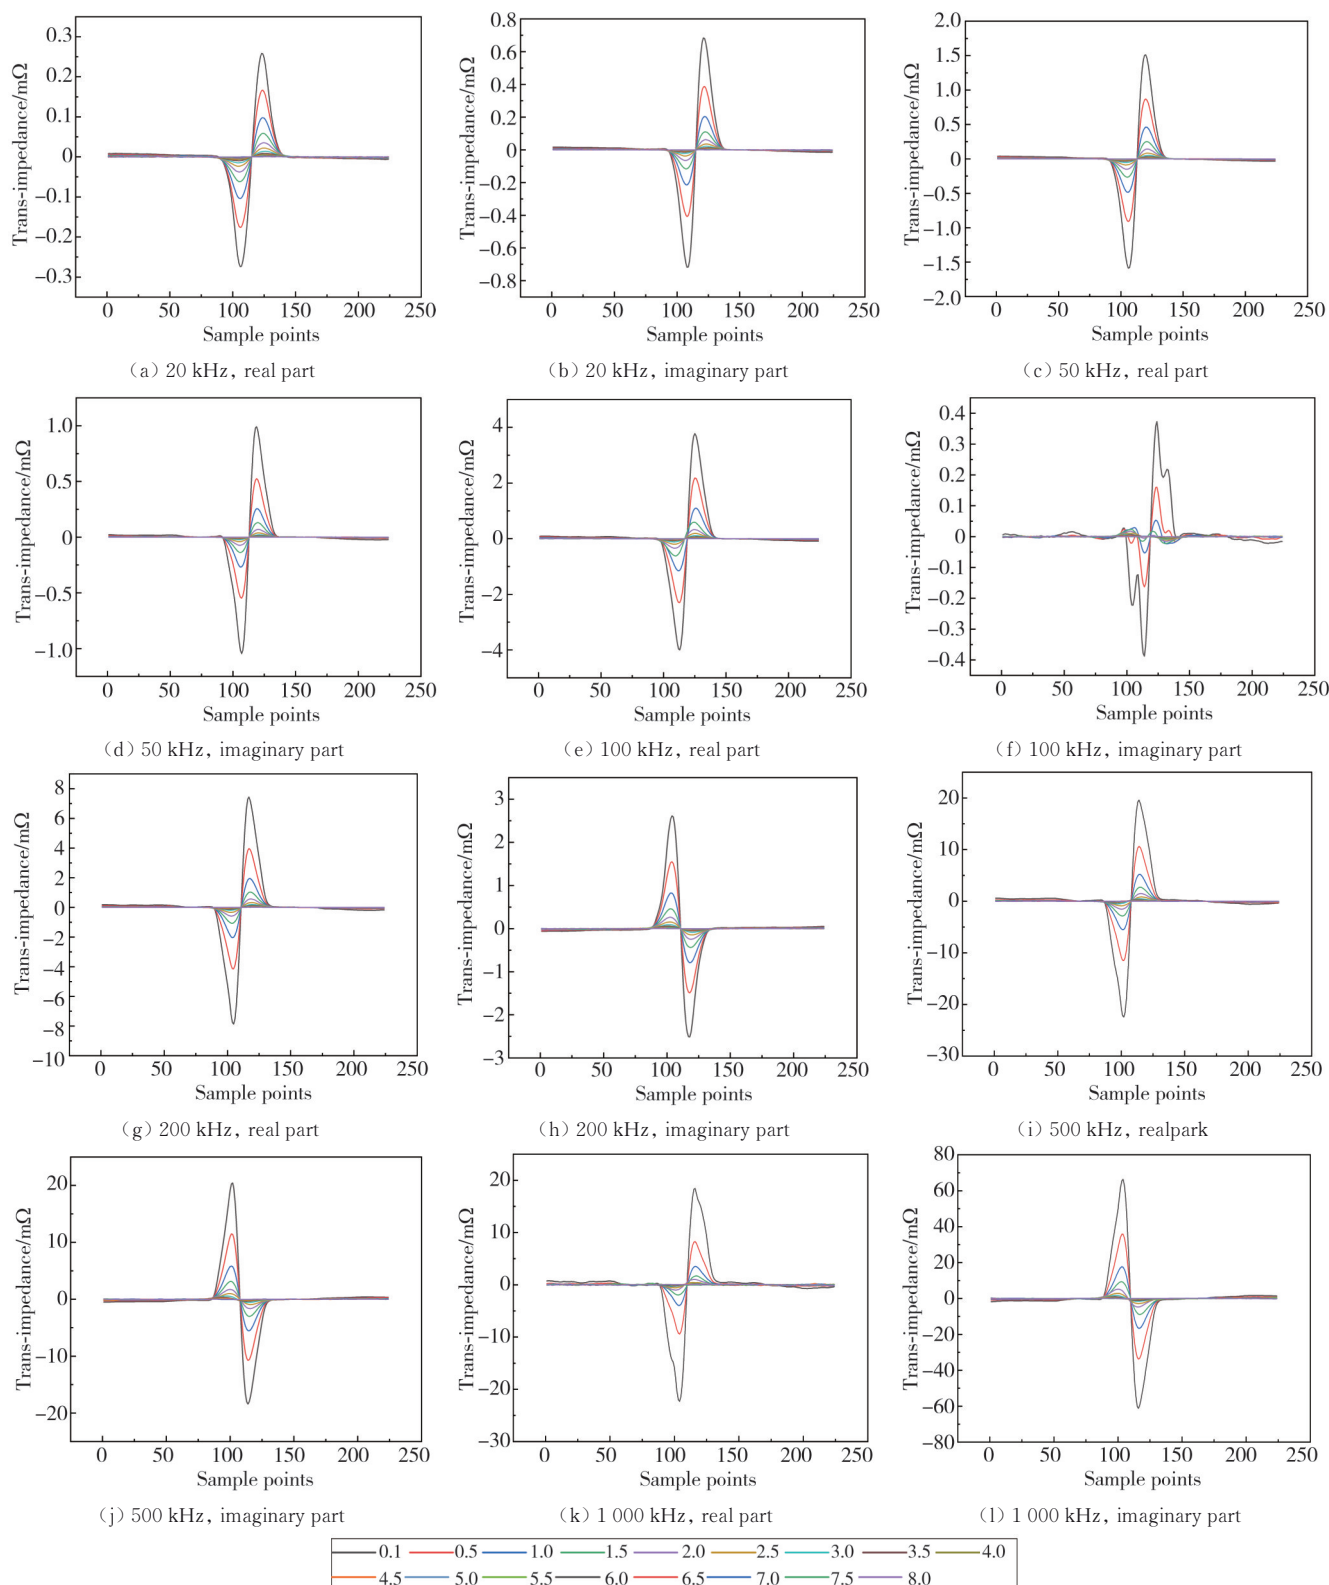 Trans-impedance/mΩ
0.3
0.2
0.1
0
−0.1
−0.2
−0.3
0 50 100 150 200 250
Sample points
(a) 20 kHz, real part
Trans-impedance/mΩ
0.8
0.6
0.4
0.2
0
−0.2
−0.4
−0.6
−0.8
0 50 100 150 200 250
Sample points
(b) 20 kHz, imaginary part
Trans-impedance/mΩ
2.0
1.5
1.0
0.5
0
−0.5
−1.0
−1.5
−2.0
0 50 100 150 200 250
Sample points
(c) 50 kHz, real part
Trans-impedance/mΩ
1.0
0.5
0
−0.5
−1.0
0 50 100 150 200 250
Sample points
(d) 50 kHz, imaginary part
Trans-impedance/mΩ
4
2
0
−2
−4
0 50 100 150 200 250
Sample points
(e) 100 kHz, real part
Trans-impedance/mΩ
0.4
0.3
0.2
0.1
0
−0.1
−0.2
−0.3
−0.4
0 50 100 150 200 250
Sample points
(f) 100 kHz, imaginary part
Trans-impedance/mΩ
8
6
4
2
0
−2
−4
−6
−8
−10
0 50 100 150 200 250
Sample points
(g) 200 kHz, real part
Trans-impedance/mΩ
3
2
1
0
−1
−2
−3
0 50 100 150 200 250
Sample points
(h) 200 kHz, imaginary part
Trans-impedance/mΩ
20
10
0
−10
−20
−30
0 50 100 150 200 250
Sample points
(i) 500 kHz, realpark
Trans-impedance/mΩ
20
10
0
−10
−20
0 50 100 150 200 250
Sample points
(j) 500 kHz, imaginary part
Trans-impedance/mΩ
20
10
0
−10
−20
−30
0 50 100 150 200 250
Sample points
(k) 1 000 kHz, real part
Trans-impedance/mΩ
80
60
40
20
0
−20
−40
−60
−80
0 50 100 150 200 250
Sample points
(l) 1 000 kHz, imaginary part
0.1 0.5 1.0 1.5 2.0 2.5 3.0 3.5 4.0
4.5 5.0 5.5 6.0 6.5 7.0 7.5 8.0